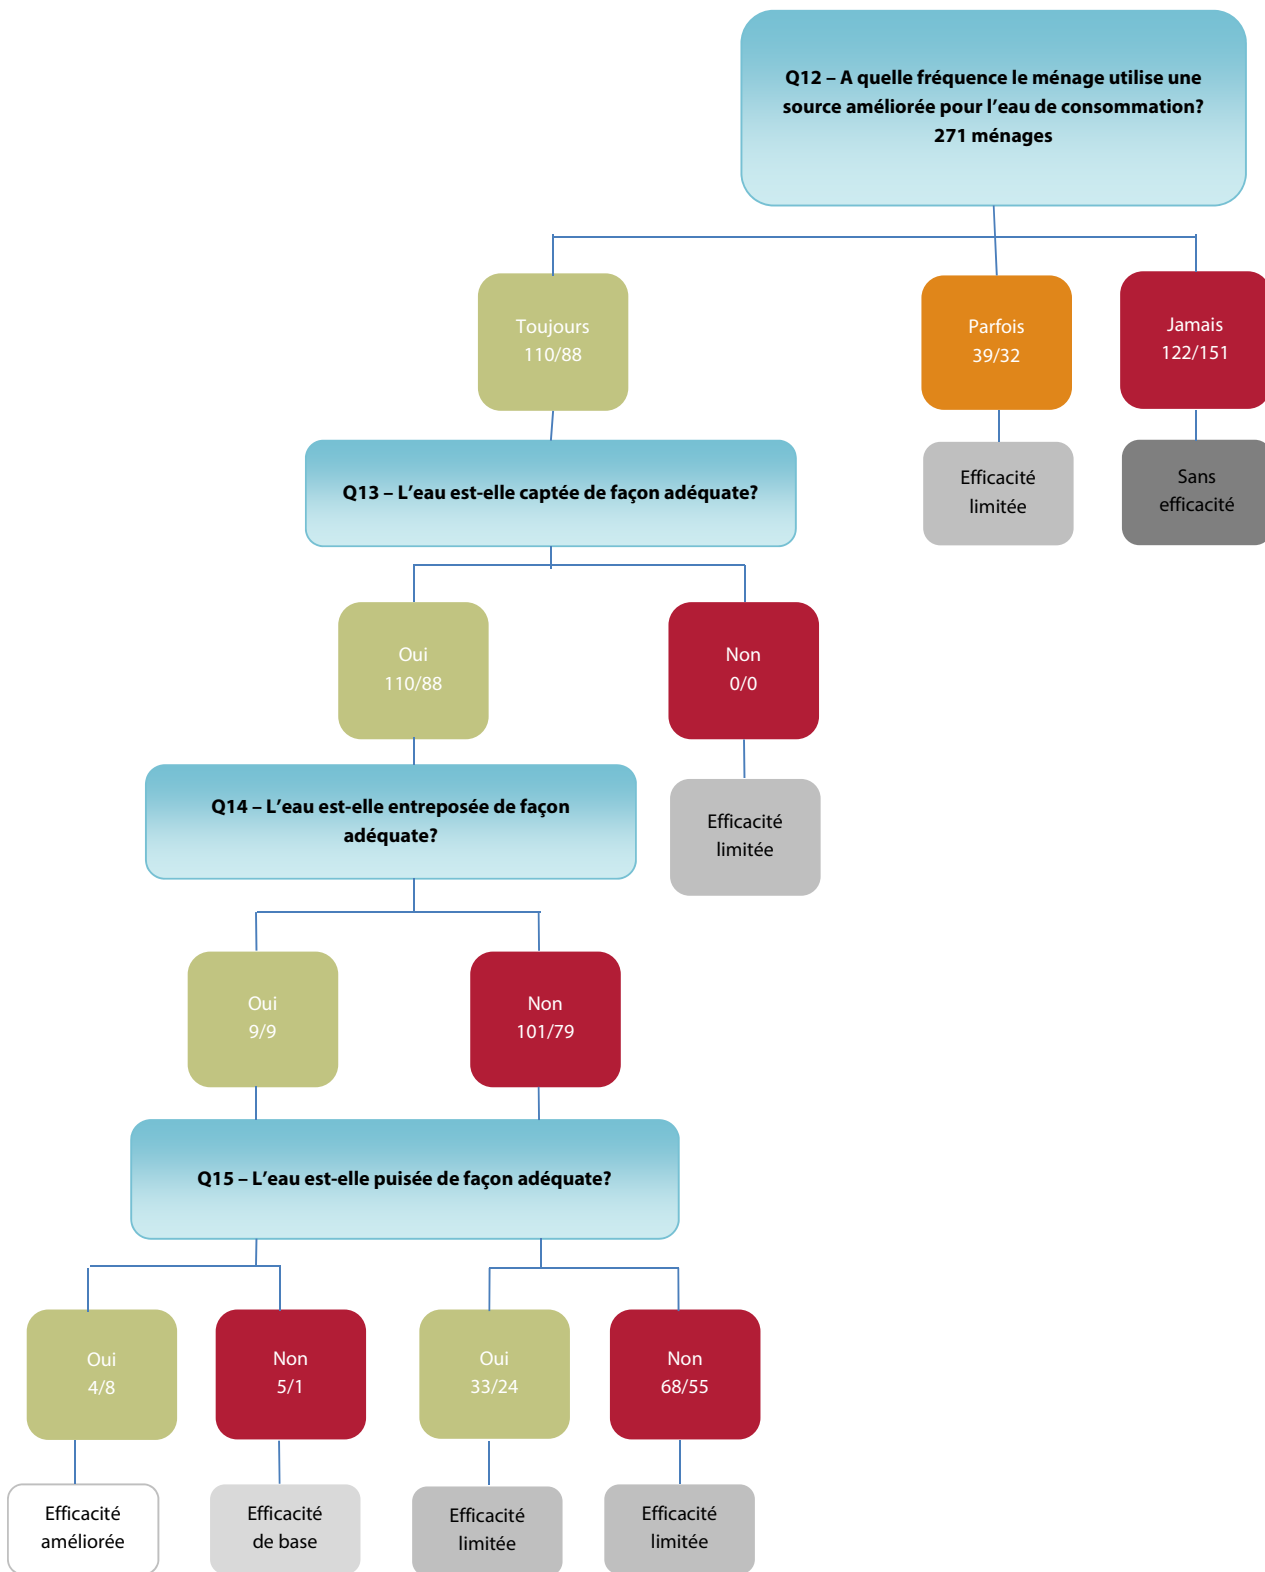 Q12 – A quelle fréquence le ménage utilise une
source améliorée pour l’eau de consommation?
271 ménages
Toujours
110/88
Parfois
39/32
Jamais
122/151
Q13 – L’eau est-elle captée de façon adéquate?
Efficacité
limitée
Sans
efficacité
Oui
110/88
Non
0/0
Q14 – L’eau est-elle entreposée de façon
adéquate?
Efficacité
limitée
Oui
9/9
Non
101/79
Q15 – L’eau est-elle puisée de façon adéquate?
Oui
4/8
Non
5/1
Oui
33/24
Non
68/55
Efficacité
améliorée
Efficacité
de base
Efficacité
limitée
Efficacité
limitée